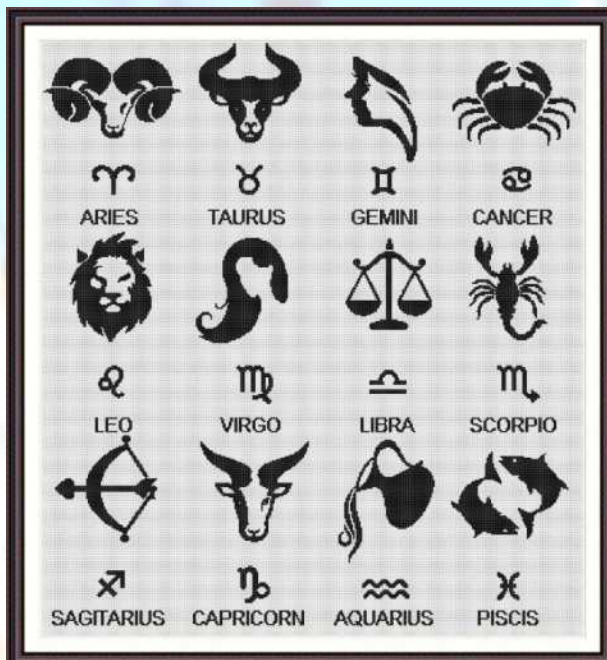 ARIES TAURUS GEMINI CANCER
LEO VIRGO LIBRA SCORPIO
SAGITARIUS CAPRICORN AQUARIUS PISCIS